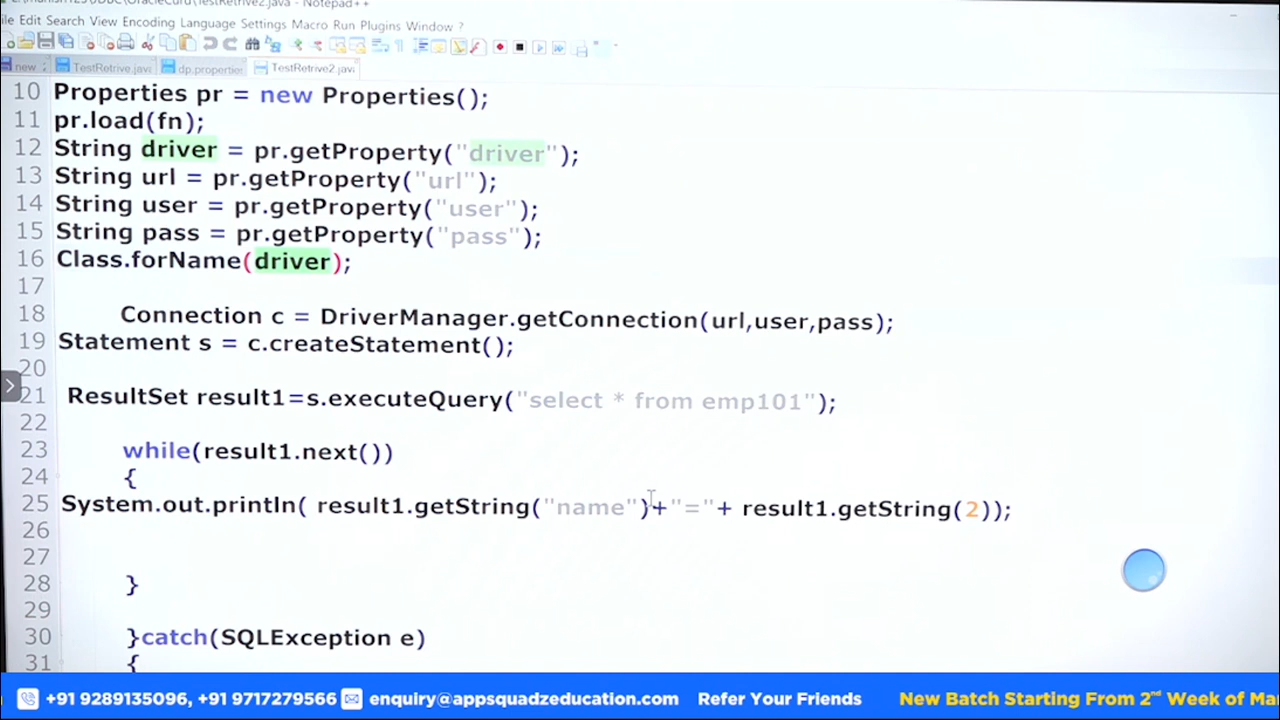 TestRetrive2.java - Notepad++
File Edit Search View Encoding Language Settings Macro Run Plugins Window ?
new TestRetrive.java dp.properties TestRetrive2.java
10 Properties pr = new Properties();
11 pr.load(fn);
12 String driver = pr.getProperty("driver");
13 String url = pr.getProperty("url");
14 String user = pr.getProperty("user");
15 String pass = pr.getProperty("pass");
16 Class.forName(driver);
17
18 Connection c = DriverManager.getConnection(url,user,pass);
19 Statement s = c.createStatement();
20
21 ResultSet result1=s.executeQuery("select * from emp101");
22
23 while(result1.next())
24 {
25 System.out.println( result1.getString("name")+"="+ result1.getString(2));
26
27
28 }
29
30 }catch(SQLException e)
31 {
+91 9289135096, +91 9717279566 enquiry@appsquadzeducation.com Refer Your Friends New Batch Starting From 2nd Week of Ma